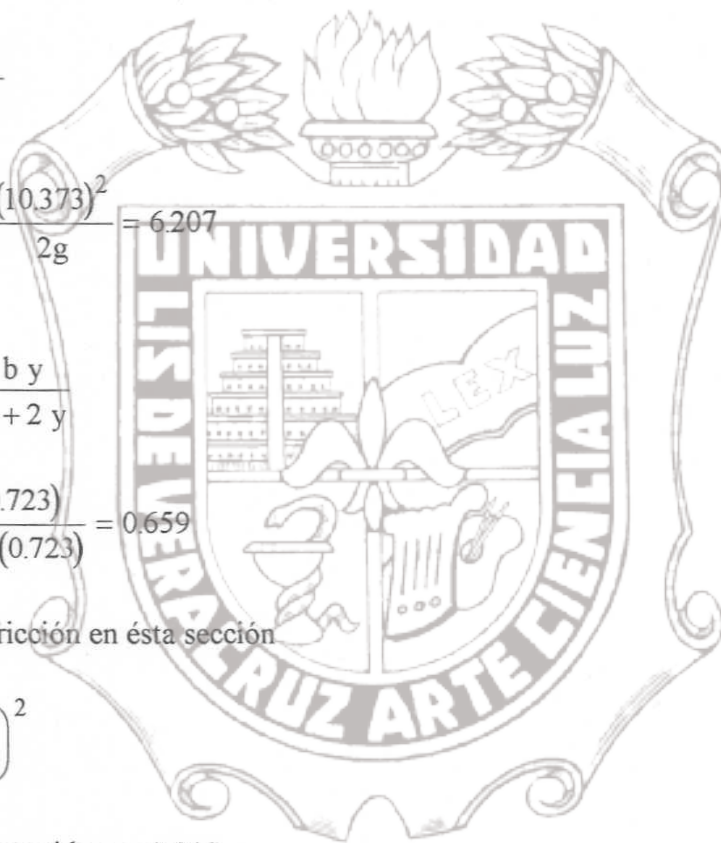 (10.373)²
2g
= 6.207
b y
+ 2 y
.723)
(0.723)
= 0.659
ricción en ésta sección
)²
UNIVERSIDAD
LIS DE VERACRUZ ARTE CIENCIA LUZ
LEX